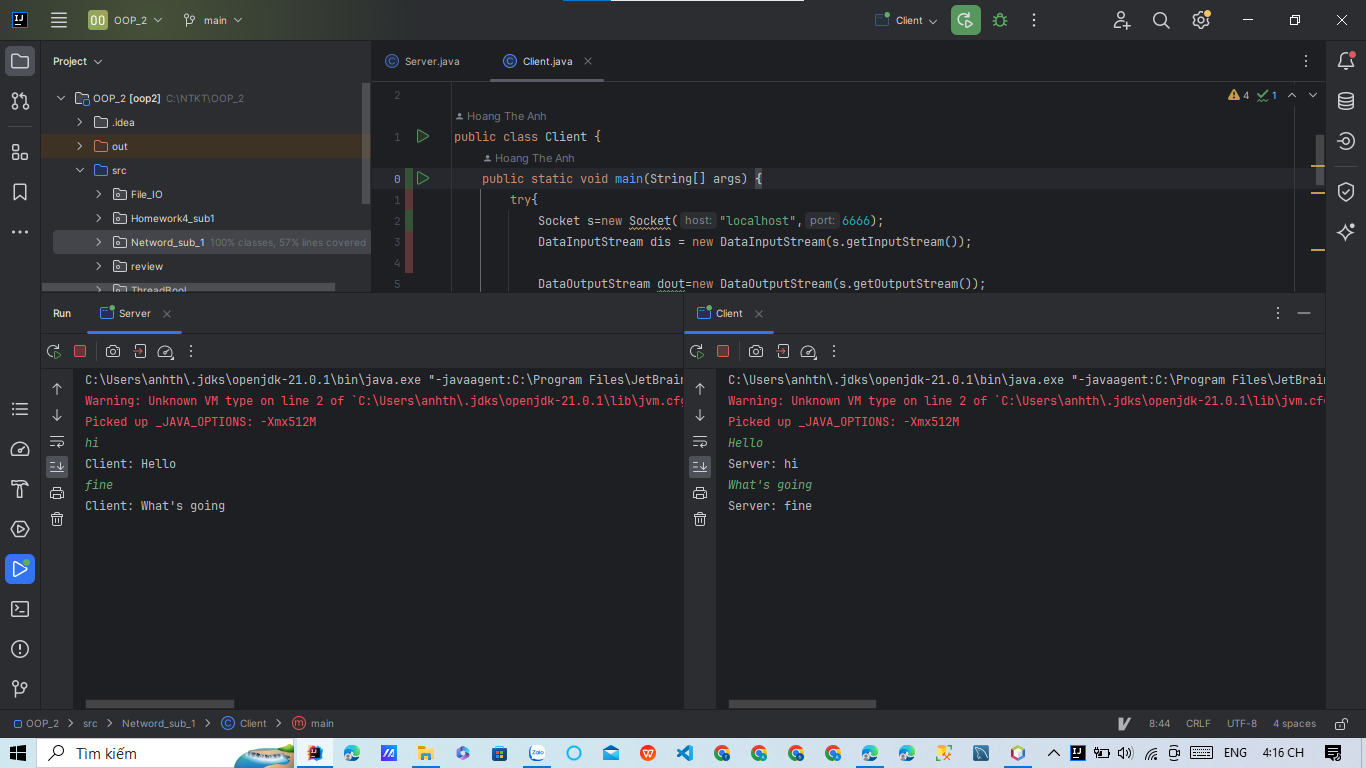 OO OOP_2 main Client
Project
Server.java Client.java
OOP_2 [oop2] C:\NTKT\OOP_2
.idea
out
src
File_IO
Homework4_sub1
Netword_sub_1 100% classes, 57% lines covered
review
ThreadPool
2 4 1
Hoang The Anh
1 public class Client {
Hoang The Anh
0 public static void main(String[] args) {
1 try{
2 Socket s=new Socket( host: "localhost", port: 6666);
3 DataInputStream dis = new DataInputStream(s.getInputStream());
4
5 DataOutputStream dout=new DataOutputStream(s.getOutputStream());
Run Server
C:\Users\anhth\.jdks\openjdk-21.0.1\bin\java.exe "-javaagent:C:\Program Files\JetBrain
Warning: Unknown VM type on line 2 of `C:\Users\anhth\.jdks\openjdk-21.0.1\lib\jvm.cfg
Picked up _JAVA_OPTIONS: -Xmx512M
hi
Client: Hello
fine
Client: What's going
Client
C:\Users\anhth\.jdks\openjdk-21.0.1\bin\java.exe "-javaagent:C:\Program Files\JetBrain
Warning: Unknown VM type on line 2 of `C:\Users\anhth\.jdks\openjdk-21.0.1\lib\jvm.cfg
Picked up _JAVA_OPTIONS: -Xmx512M
Hello
Server: hi
What's going
Server: fine
OOP_2 > src > Netword_sub_1 > Client > main 8:44 CRLF UTF-8 4 spaces
Tìm kiếm ENG 4:16 CH